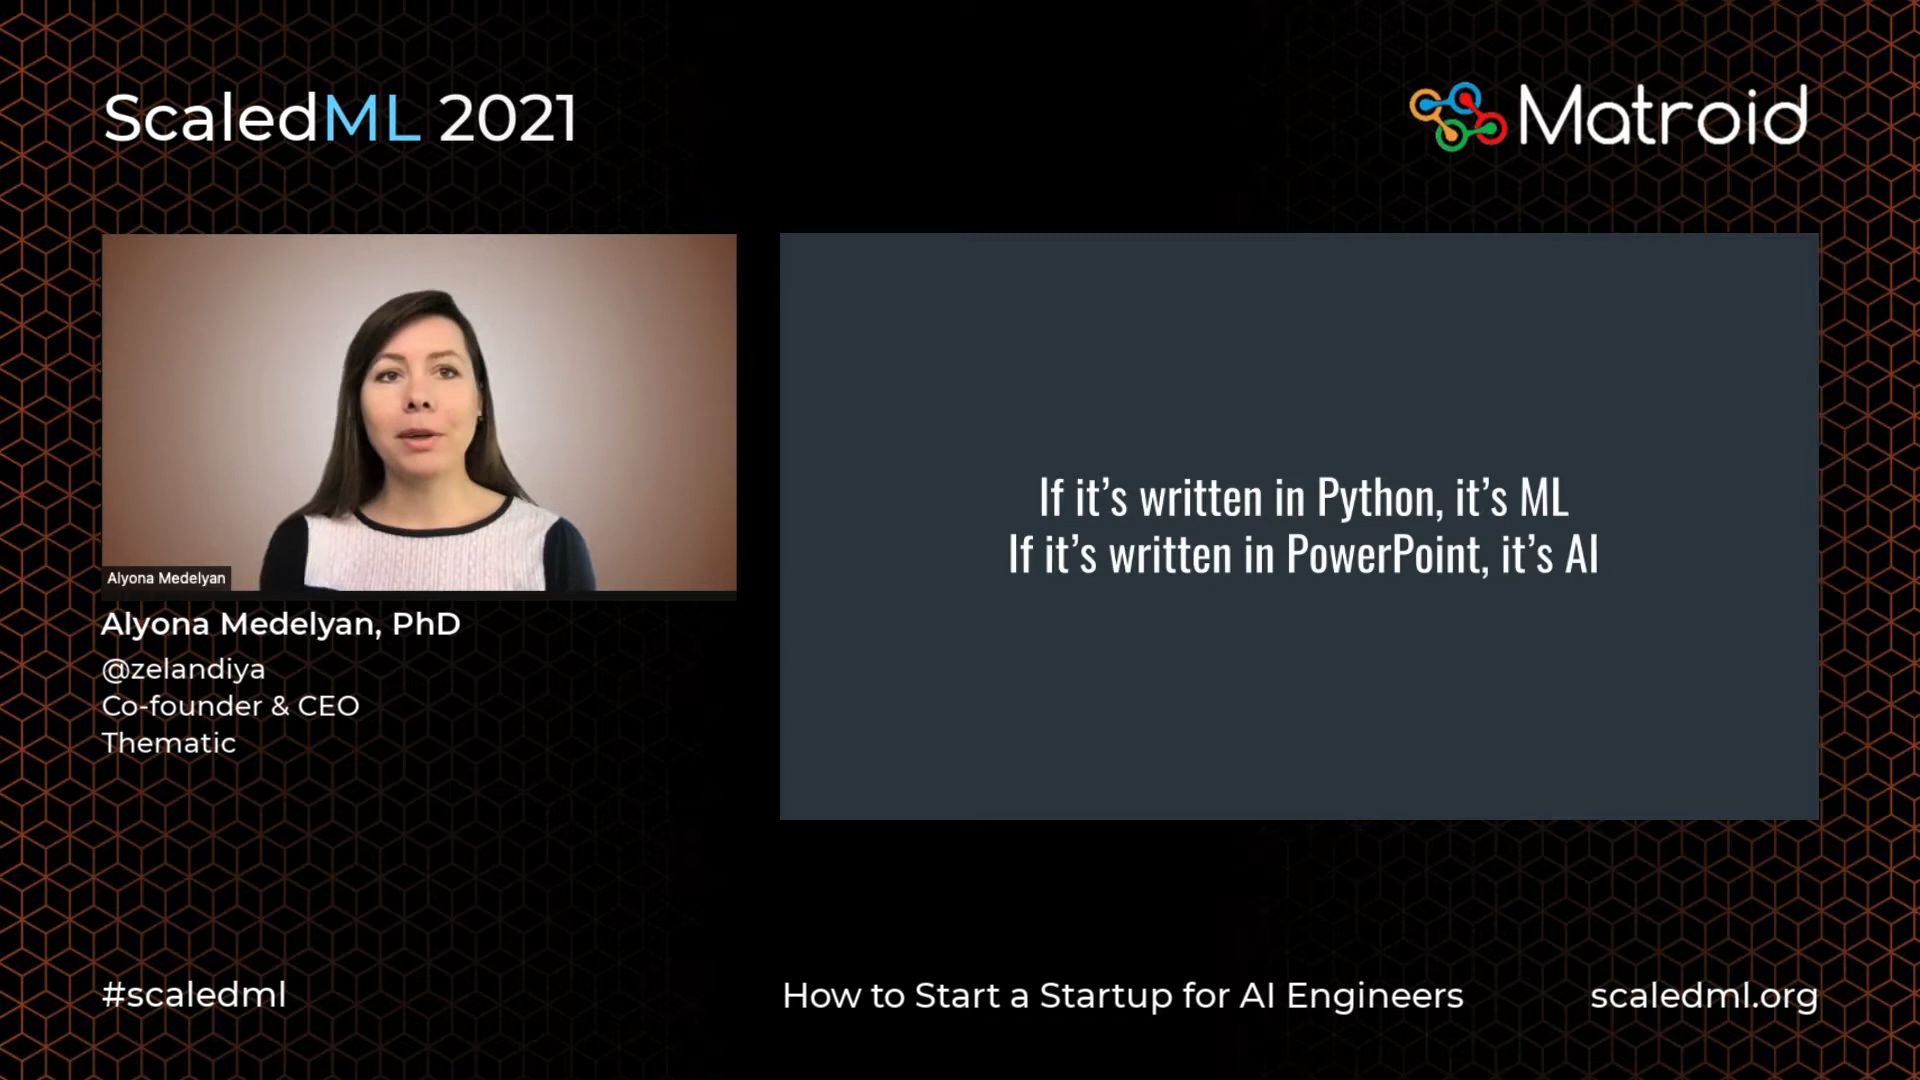 ScaledML 2021
Matroid
Alyona Medelyan
Alyona Medelyan, PhD
@zelandiya
Co-founder & CEO
Thematic
If it's written in Python, it's ML
If it's written in PowerPoint, it's AI
#scaledml
How to Start a Startup for AI Engineers
scaledml.org